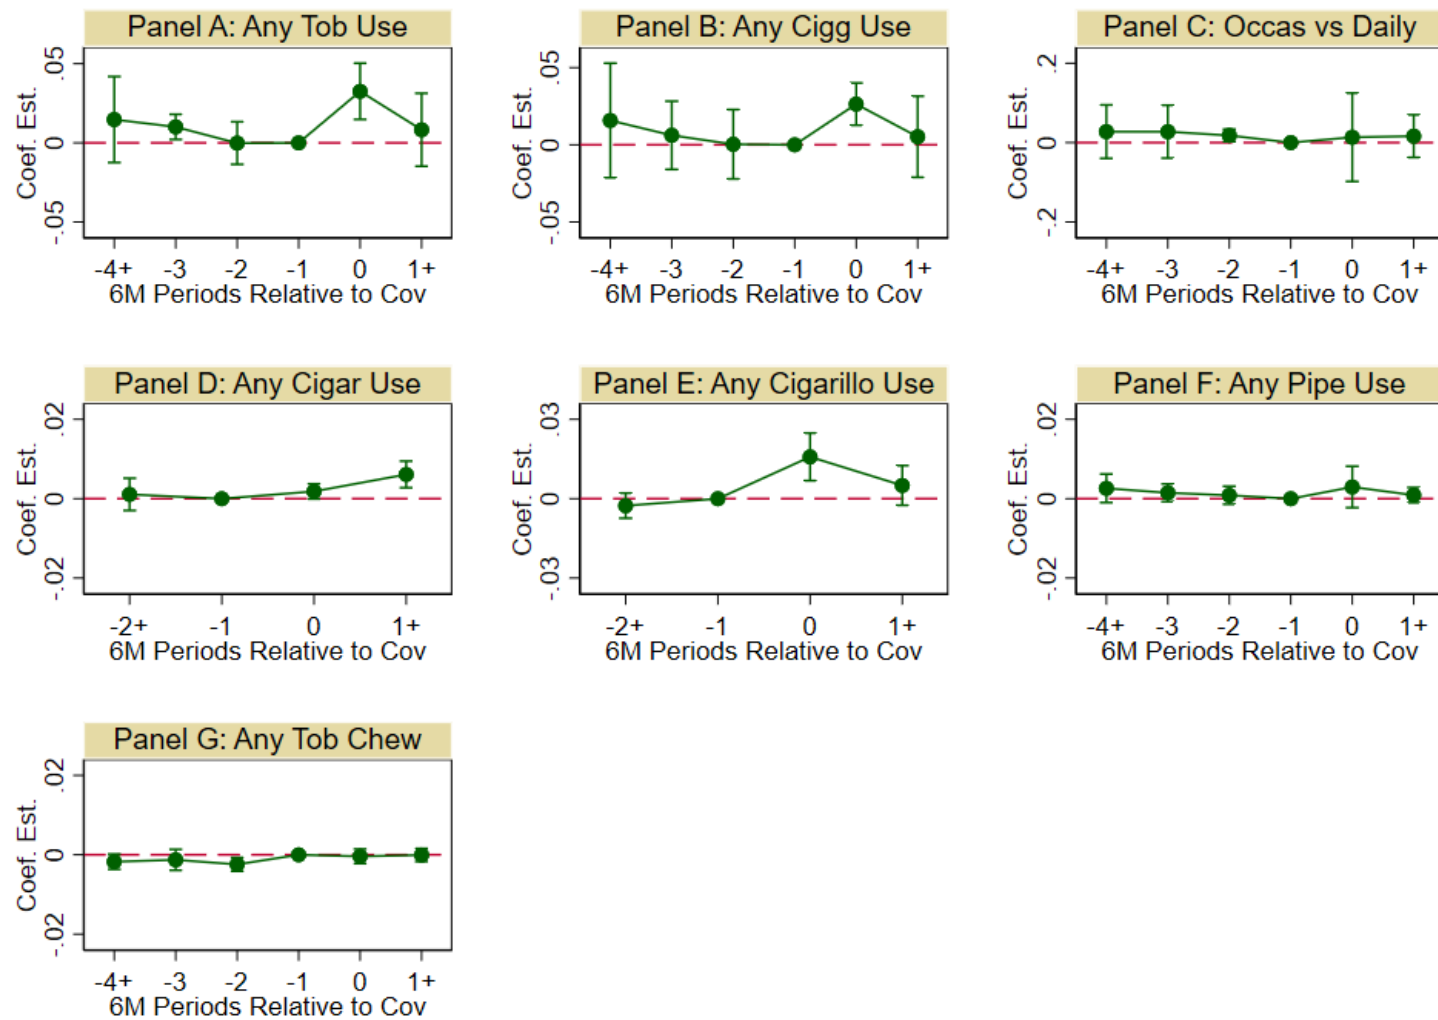 Panel A: Any Tob Use
Coef. Est.
.05
0
-.05
-4+ -3 -2 -1 0 1+
6M Periods Relative to Cov
Panel B: Any Cigg Use
Coef. Est.
.05
0
-.05
-4+ -3 -2 -1 0 1+
6M Periods Relative to Cov
Panel C: Occas vs Daily
Coef. Est.
.2
0
-.2
-4+ -3 -2 -1 0 1+
6M Periods Relative to Cov
Panel D: Any Cigar Use
Coef. Est.
.02
0
-.02
-2+ -1 0 1+
6M Periods Relative to Cov
Panel E: Any Cigarillo Use
Coef. Est.
.03
0
-.03
-2+ -1 0 1+
6M Periods Relative to Cov
Panel F: Any Pipe Use
Coef. Est.
.02
0
-.02
-4+ -3 -2 -1 0 1+
6M Periods Relative to Cov
Panel G: Any Tob Chew
Coef. Est.
.02
0
-.02
-4+ -3 -2 -1 0 1+
6M Periods Relative to Cov